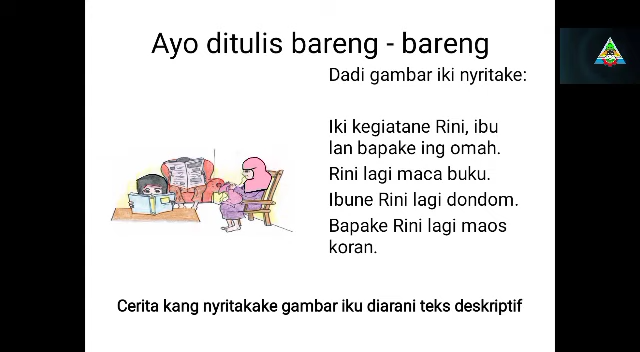 Ayo ditulis bareng - bareng
Dadi gambar iki nyritake:
Iki kegiatane Rini, ibu
lan bapake ing omah.
Rini lagi maca buku.
Ibune Rini lagi dondom.
Bapake Rini lagi maos
koran.
Cerita kang nyritakake gambar iku diarani teks deskriptif